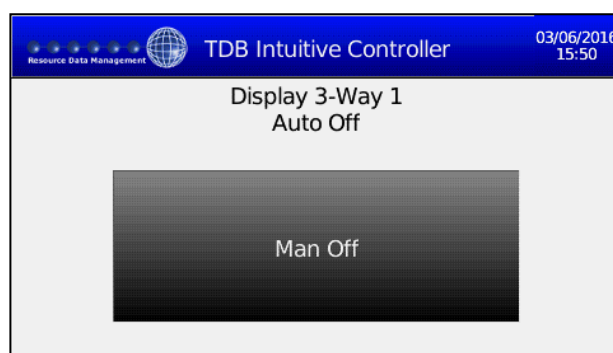 Resource Data Management
TDB Intuitive Controller
03/06/2016
15:50
Display 3-Way 1
Auto Off
Man Off